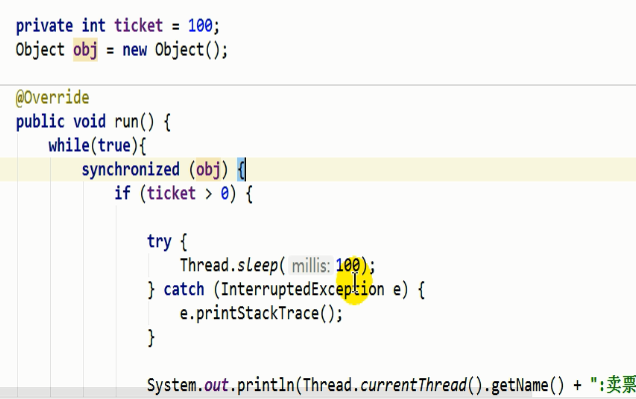 private int ticket = 100;
Object obj = new Object();
@Override
public void run() {
while(true){
synchronized (obj) {
if (ticket > 0) {
try {
Thread.sleep( millis: 100);
} catch (InterruptedException e) {
e.printStackTrace();
}
System.out.println(Thread.currentThread().getName() + ":卖票